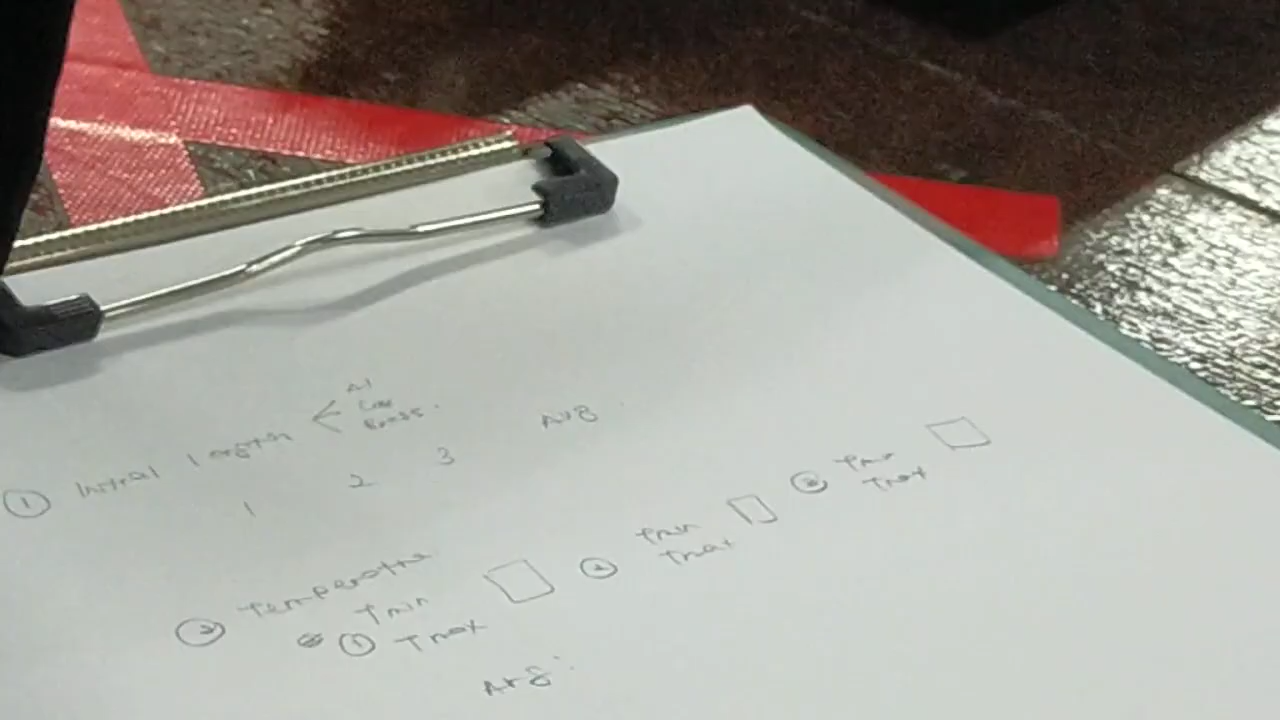 ① Initial length < Al
Cu
Brass.
1 2 3 Avg.
② Temperature
① Tmin
Tmax
② Tmin
Tmax
③ Tmin
Tmax
Avg: